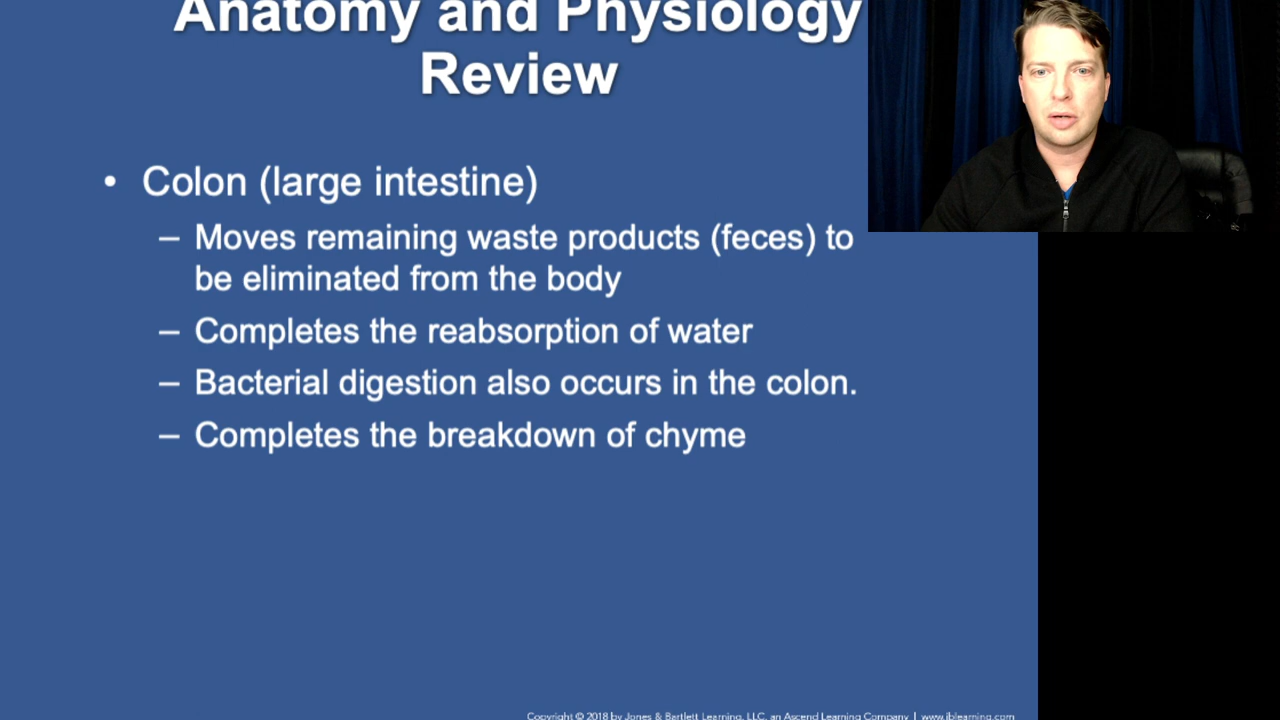 Anatomy and Physiology
Review
• Colon (large intestine)
– Moves remaining waste products (feces) to
be eliminated from the body
– Completes the reabsorption of water
– Bacterial digestion also occurs in the colon.
– Completes the breakdown of chyme
Copyright © 2018 by Jones & Bartlett Learning, LLC, an Ascend Learning Company | www.jblearning.com